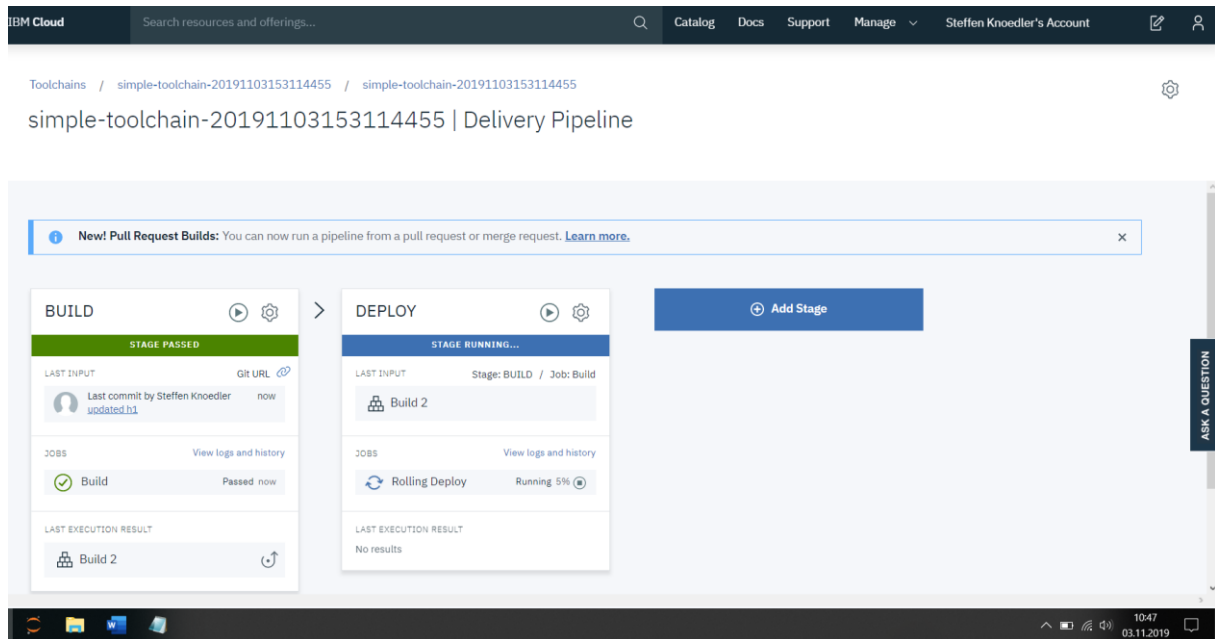 IBM Cloud Search resources and offerings... Catalog Docs Support Manage Steffen Knoedler's Account
Toolchains / simple-toolchain-20191103153114455 / simple-toolchain-20191103153114455
simple-toolchain-20191103153114455 | Delivery Pipeline
New! Pull Request Builds: You can now run a pipeline from a pull request or merge request. Learn more.
BUILD
STAGE PASSED
LAST INPUT Git URL
Last commit by Steffen Knoedler now
updated h1
JOBS View logs and history
Build Passed now
LAST EXECUTION RESULT
Build 2
DEPLOY
STAGE RUNNING...
LAST INPUT Stage: BUILD / Job: Build
Build 2
JOBS View logs and history
Rolling Deploy Running 5%
LAST EXECUTION RESULT
No results
Add Stage
ASK A QUESTION
10:47
03.11.2019